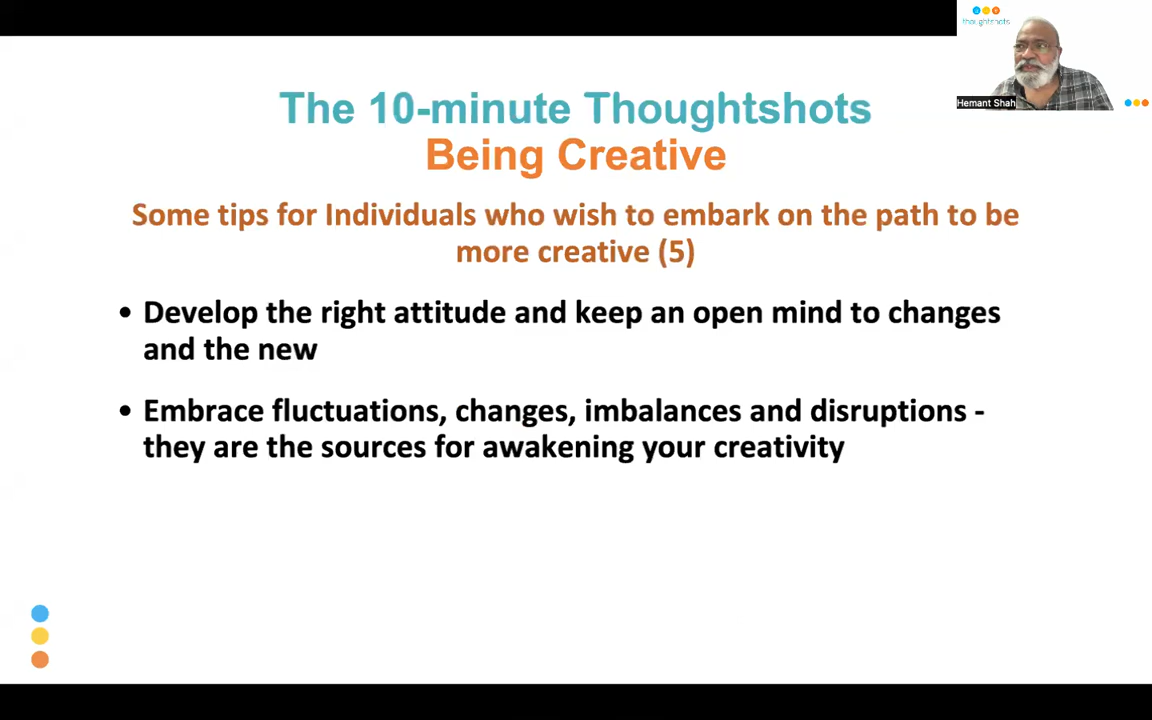 thoughtshots
Hemant Shah
The 10-minute Thoughtshots
Being Creative
Some tips for Individuals who wish to embark on the path to be
more creative (5)
• Develop the right attitude and keep an open mind to changes
and the new
• Embrace fluctuations, changes, imbalances and disruptions -
they are the sources for awakening your creativity